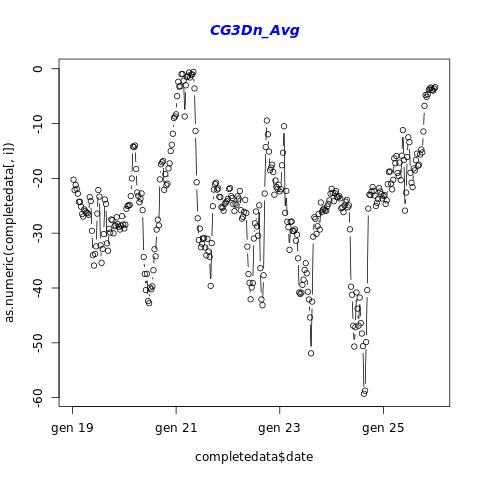 CG3Dn_Avg
as.numeric(completedat[, i])
0
-10
-20
-30
-40
-50
-60
gen 19
gen 21
gen 23
gen 25
completedata$date